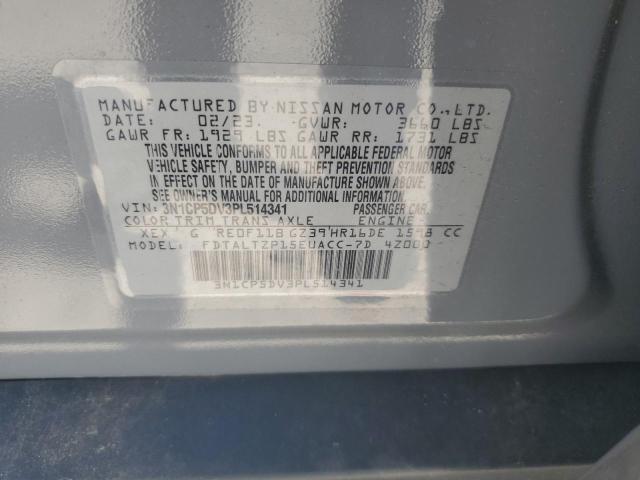 MANUFACTURED BY NISSAN MOTOR CO., LTD.
DATE: 02/23. GVWR: 3660 LBS
GAWR FR: 1929 LBS GAWR RR: 1731 LBS
THIS VEHICLE CONFORMS TO ALL APPLICABLE FEDERAL MOTOR
VEHICLE SAFETY, BUMPER AND THEFT PREVENTION STANDARDS
IN EFFECT ON THE DATE OF MANUFACTURE SHOWN ABOVE.
SEE OWNER'S MANUAL FOR ADDITIONAL INFORMATION.
VIN: 3N1CP5DV3PL514341 PASSENGER CAR
COLOR TRIM TRANS AXLE ENGINE
XEX G RE0F11B GZ39 HR16DE 1598 CC
MODEL: FDTALTZP15EUACC-7D 42000
3N1CP5DV3PL514341